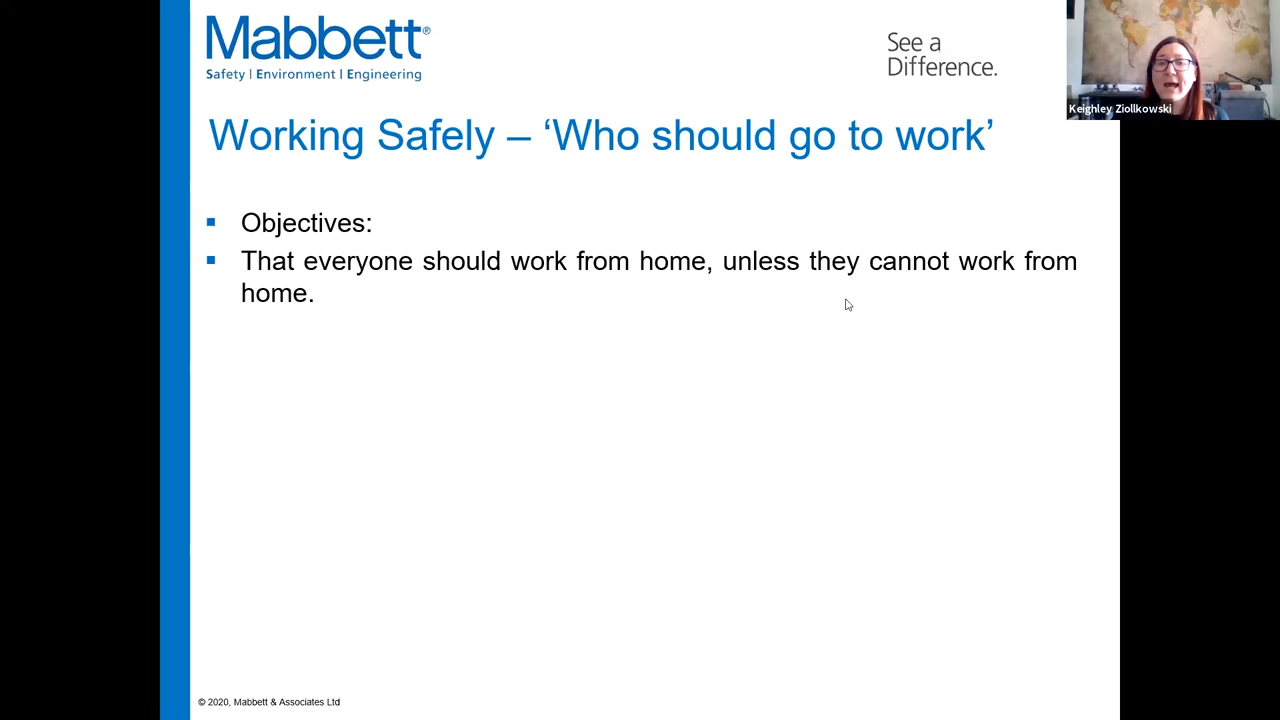 Mabbett®
Safety | Environment | Engineering
See a
Difference.
Keighley Ziollkowski
Working Safely – ‘Who should go to work’
▪ Objectives:
▪ That everyone should work from home, unless they cannot work from
home.
© 2020, Mabbett & Associates Ltd